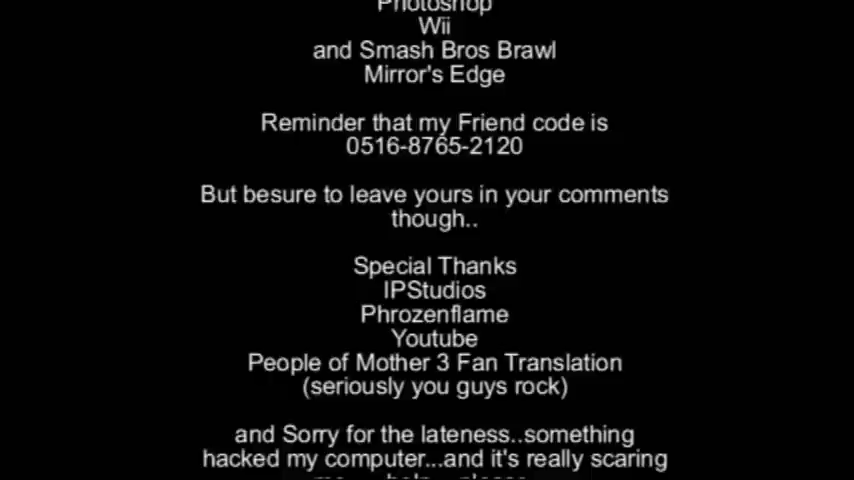 Photoshop
Wii
and Smash Bros Brawl
Mirror's Edge
Reminder that my Friend code is
0516-8765-2120
But besure to leave yours in your comments
though..
Special Thanks
IPStudios
Phrozenflame
Youtube
People of Mother 3 Fan Translation
(seriously you guys rock)
and Sorry for the lateness..something
hacked my computer...and it's really scaring